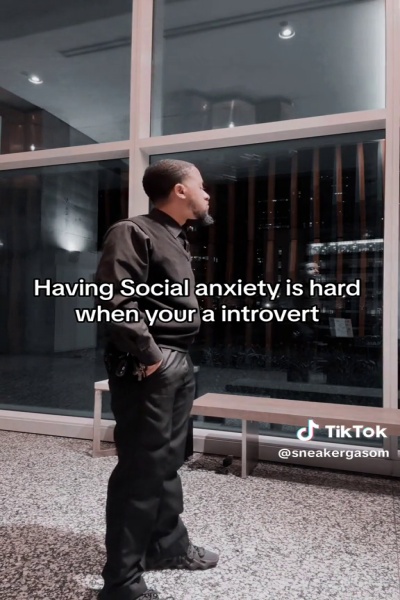 Having Social anxiety is hard
when your a introvert
TikTok
@sneakergasom